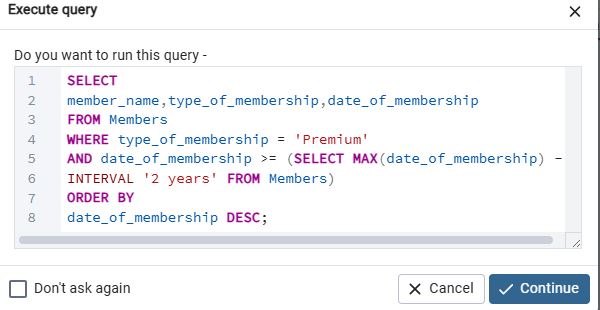 Execute query
Do you want to run this query -
1 SELECT
2 member_name,type_of_membership,date_of_membership
3 FROM Members
4 WHERE type_of_membership = 'Premium'
5 AND date_of_membership >= (SELECT MAX(date_of_membership) -
6 INTERVAL '2 years' FROM Members)
7 ORDER BY
8 date_of_membership DESC;
Don't ask again
Cancel
Continue